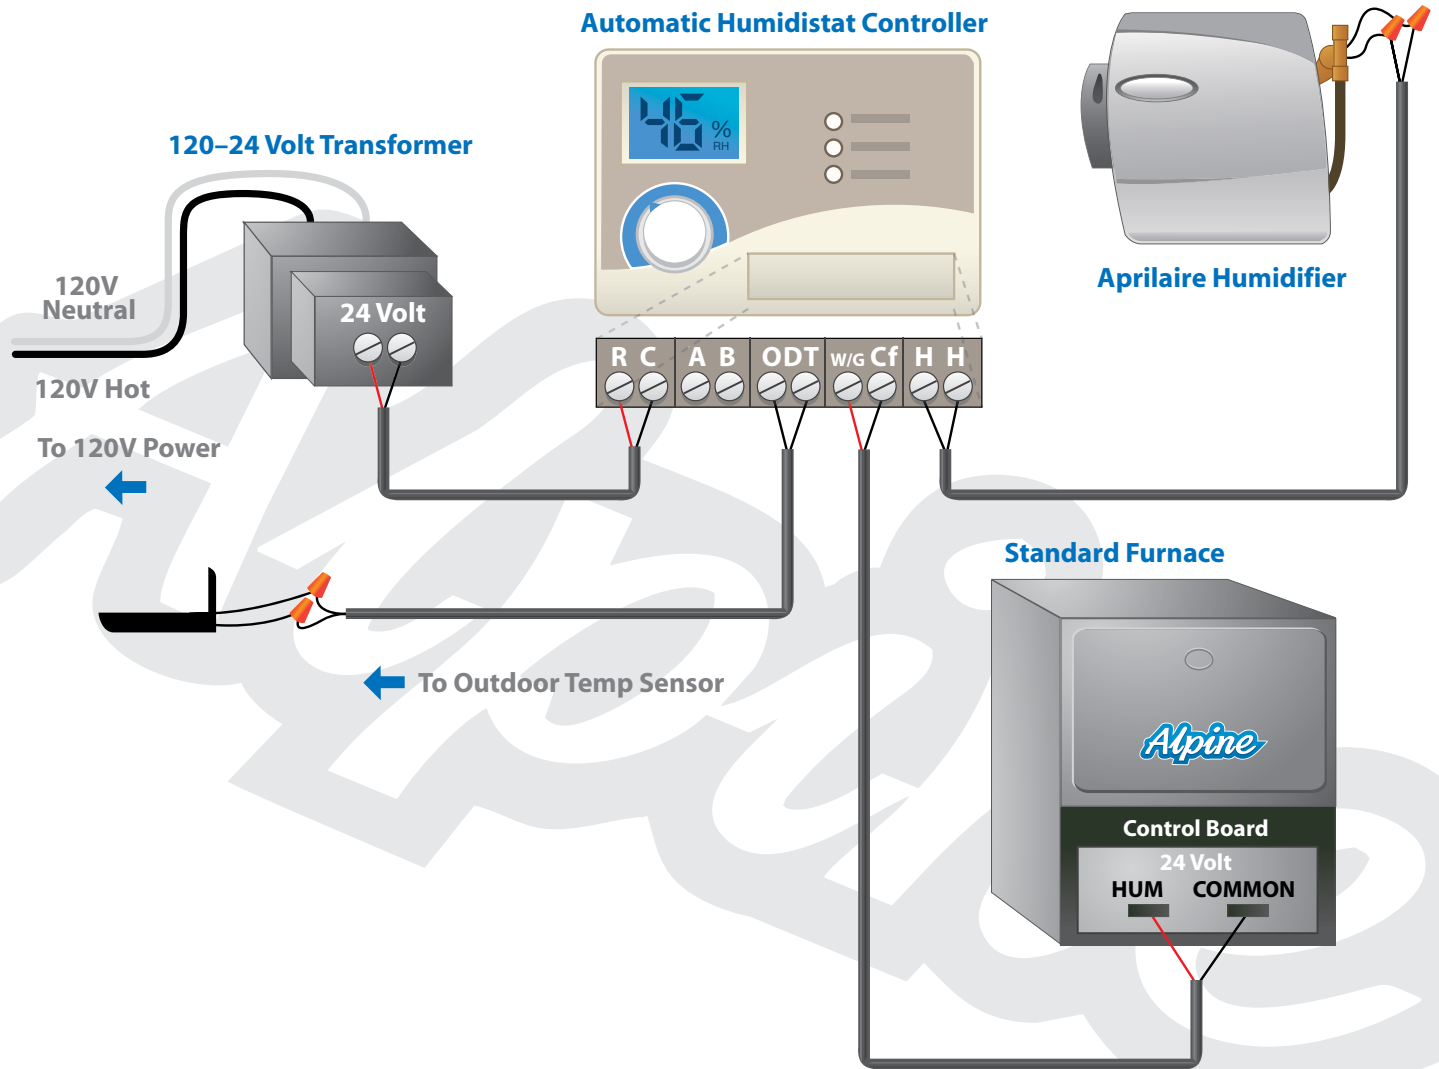 Automatic Humidistat Controller
46 % RH
120–24 Volt Transformer
120V
Neutral
24 Volt
120V Hot
To 120V Power
Aprilaire Humidifier
R C A B ODT W/G Cf H H
Standard Furnace
To Outdoor Temp Sensor
Alpine
Control Board
24 Volt
HUM COMMON
Alpine